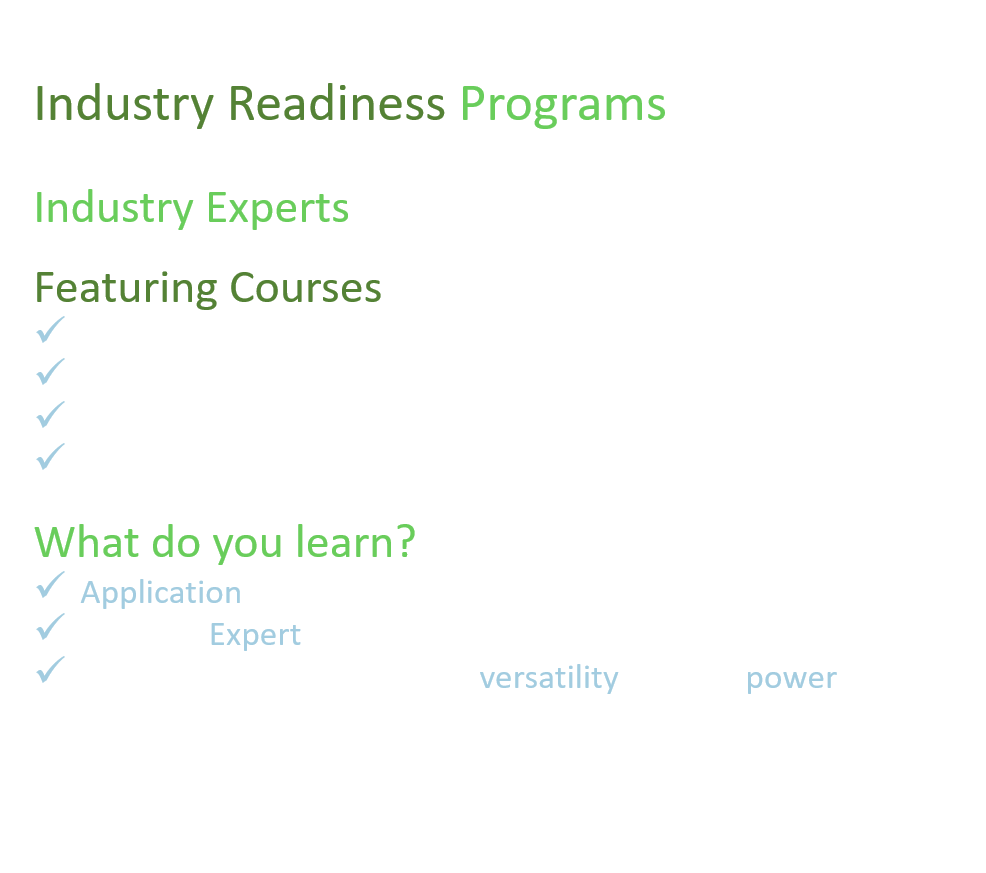 Industry Readiness Programs
Industry Experts
Featuring Courses
✓
✓
✓
✓
What do you learn?
✓ Application
✓ Expert
✓ versatility power